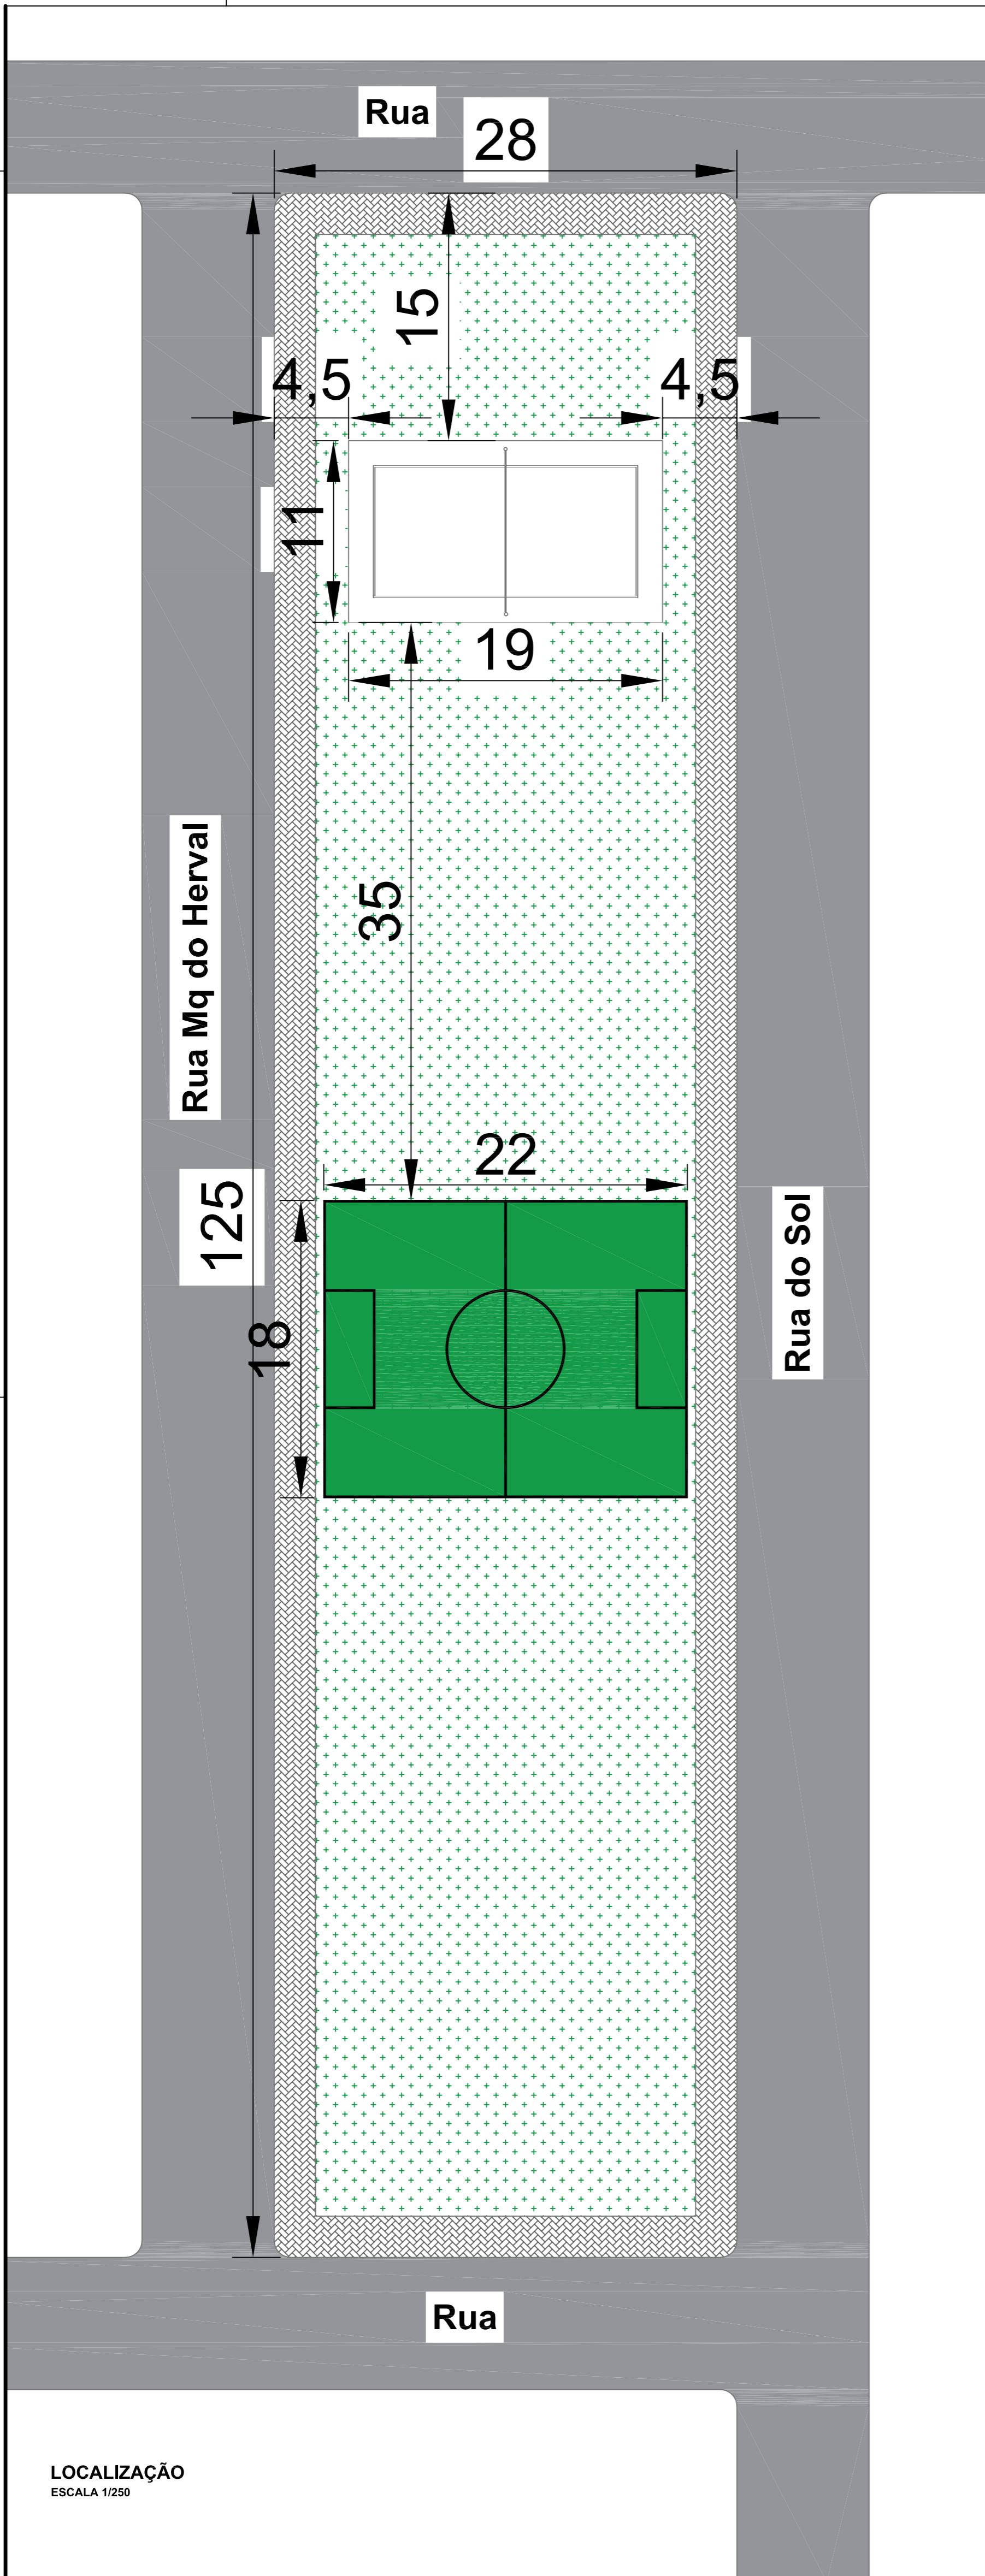 Rua
28
15
4,5
4,5
11
19
Rua Mq do Herval
35
22
125
Rua do Sol
18
Rua
LOCALIZAÇÃO
ESCALA 1/250